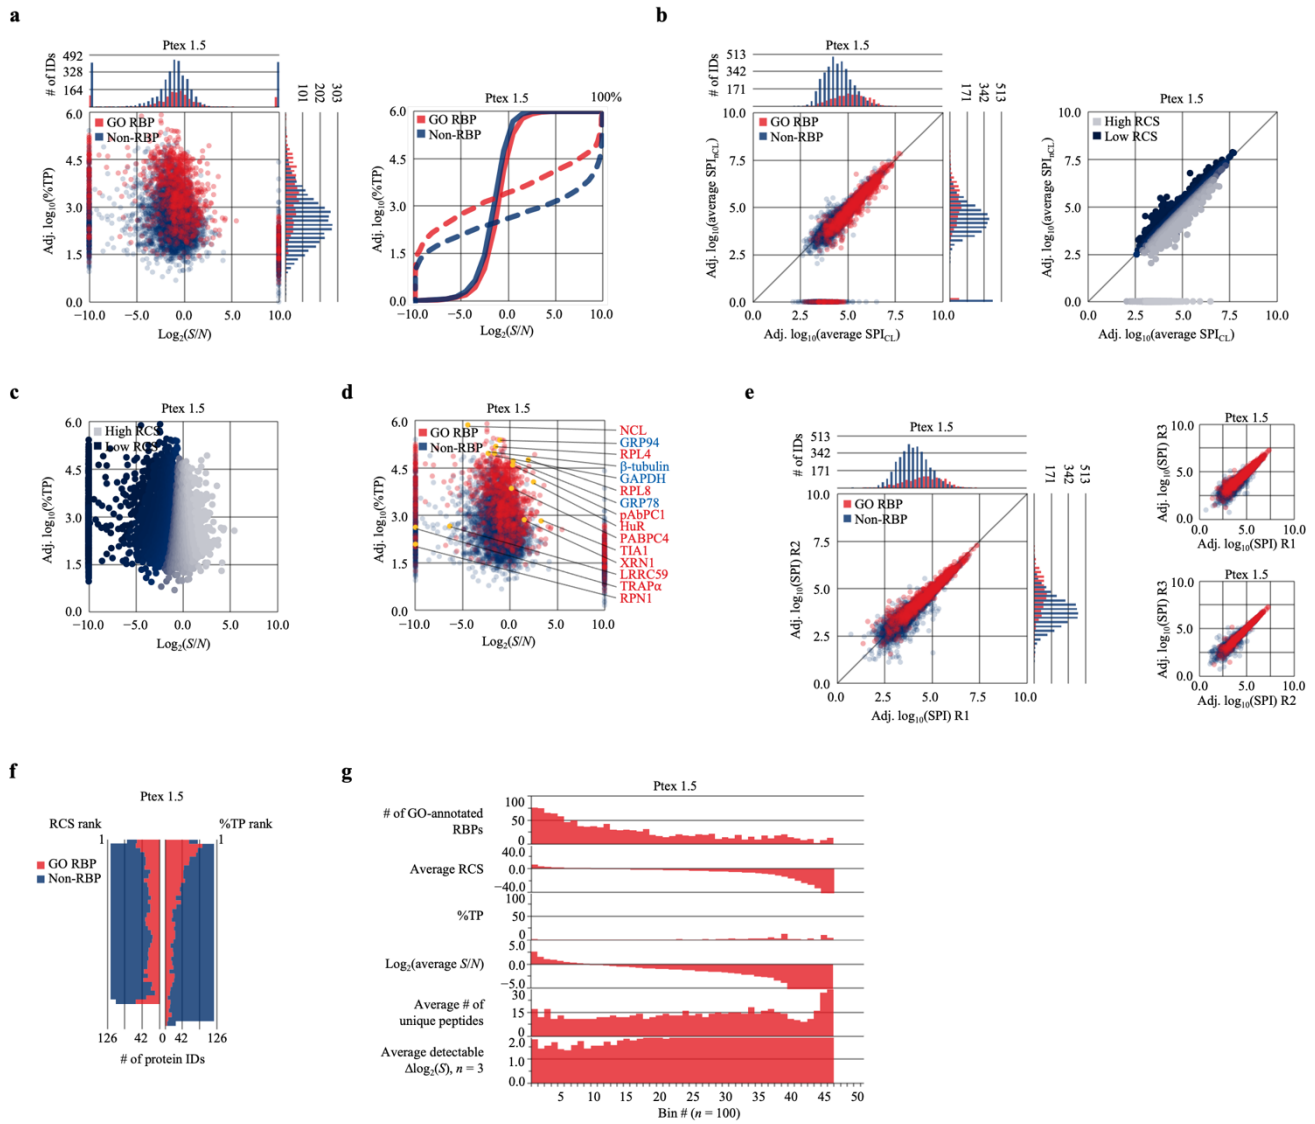 a
Ptex 1.5
# of IDs
492
328
164
101
202
303
GO RBP
Non-RBP
Adj. log10(%TP)
6.0
4.5
3.0
1.5
0.0
−10.0
−5.0
0.0
5.0
10.0
Log2(S/N)
Ptex 1.5
100%
GO RBP
Non-RBP
Adj. log10(%TP)
6.0
4.5
3.0
1.5
0.0
−10.0
−5.0
0.0
5.0
10.0
Log2(S/N)
b
Ptex 1.5
# of IDs
513
342
171
171
342
513
GO RBP
Non-RBP
Adj. log10(average SPInCL)
10.0
7.5
5.0
2.5
0.0
0.0
2.5
5.0
7.5
10.0
Adj. log10(average SPICL)
Ptex 1.5
High RCS
Low RCS
Adj. log10(average SPInCL)
10.0
7.5
5.0
2.5
0.0
0.0
2.5
5.0
7.5
10.0
Adj. log10(average SPICL)
c
Ptex 1.5
High RCS
Low RCS
Adj. log10(%TP)
6.0
4.5
3.0
1.5
0.0
−10.0
−5.0
0.0
5.0
10.0
Log2(S/N)
d
Ptex 1.5
GO RBP
Non-RBP
Adj. log10(%TP)
6.0
4.5
3.0
1.5
0.0
−10.0
−5.0
0.0
5.0
10.0
Log2(S/N)
NCL
GRP94
RPL4
β-tubulin
GAPDH
RPL8
GRP78
pAbPC1
HuR
PABPC4
TIA1
XRN1
LRRC59
TRAPα
RPN1
e
Ptex 1.5
# of IDs
513
342
171
171
342
513
GO RBP
Non-RBP
Adj. log10(SPI) R2
10.0
7.5
5.0
2.5
0.0
0.0
2.5
5.0
7.5
10.0
Adj. log10(SPI) R1
Ptex 1.5
Adj. log10(SPI) R3
10.0
5.0
0.0
0.0
5.0
10.0
Adj. log10(SPI) R1
Ptex 1.5
Adj. log10(SPI) R3
10.0
5.0
0.0
0.0
5.0
10.0
Adj. log10(SPI) R2
f
Ptex 1.5
RCS rank
%TP rank
1
1
GO RBP
Non-RBP
126
42
0
42
126
# of protein IDs
g
Ptex 1.5
# of GO-annotated
RBPs
100
50
0
Average RCS
40.0
0.0
−40.0
%TP
100
50
0
Log2(average S/N)
5.0
0.0
−5.0
Average # of
unique peptides
30
15
0
Average detectable
Δlog2(S), n = 3
2.0
1.0
0.0
5
10
15
20
25
30
35
40
45
50
Bin # (n = 100)